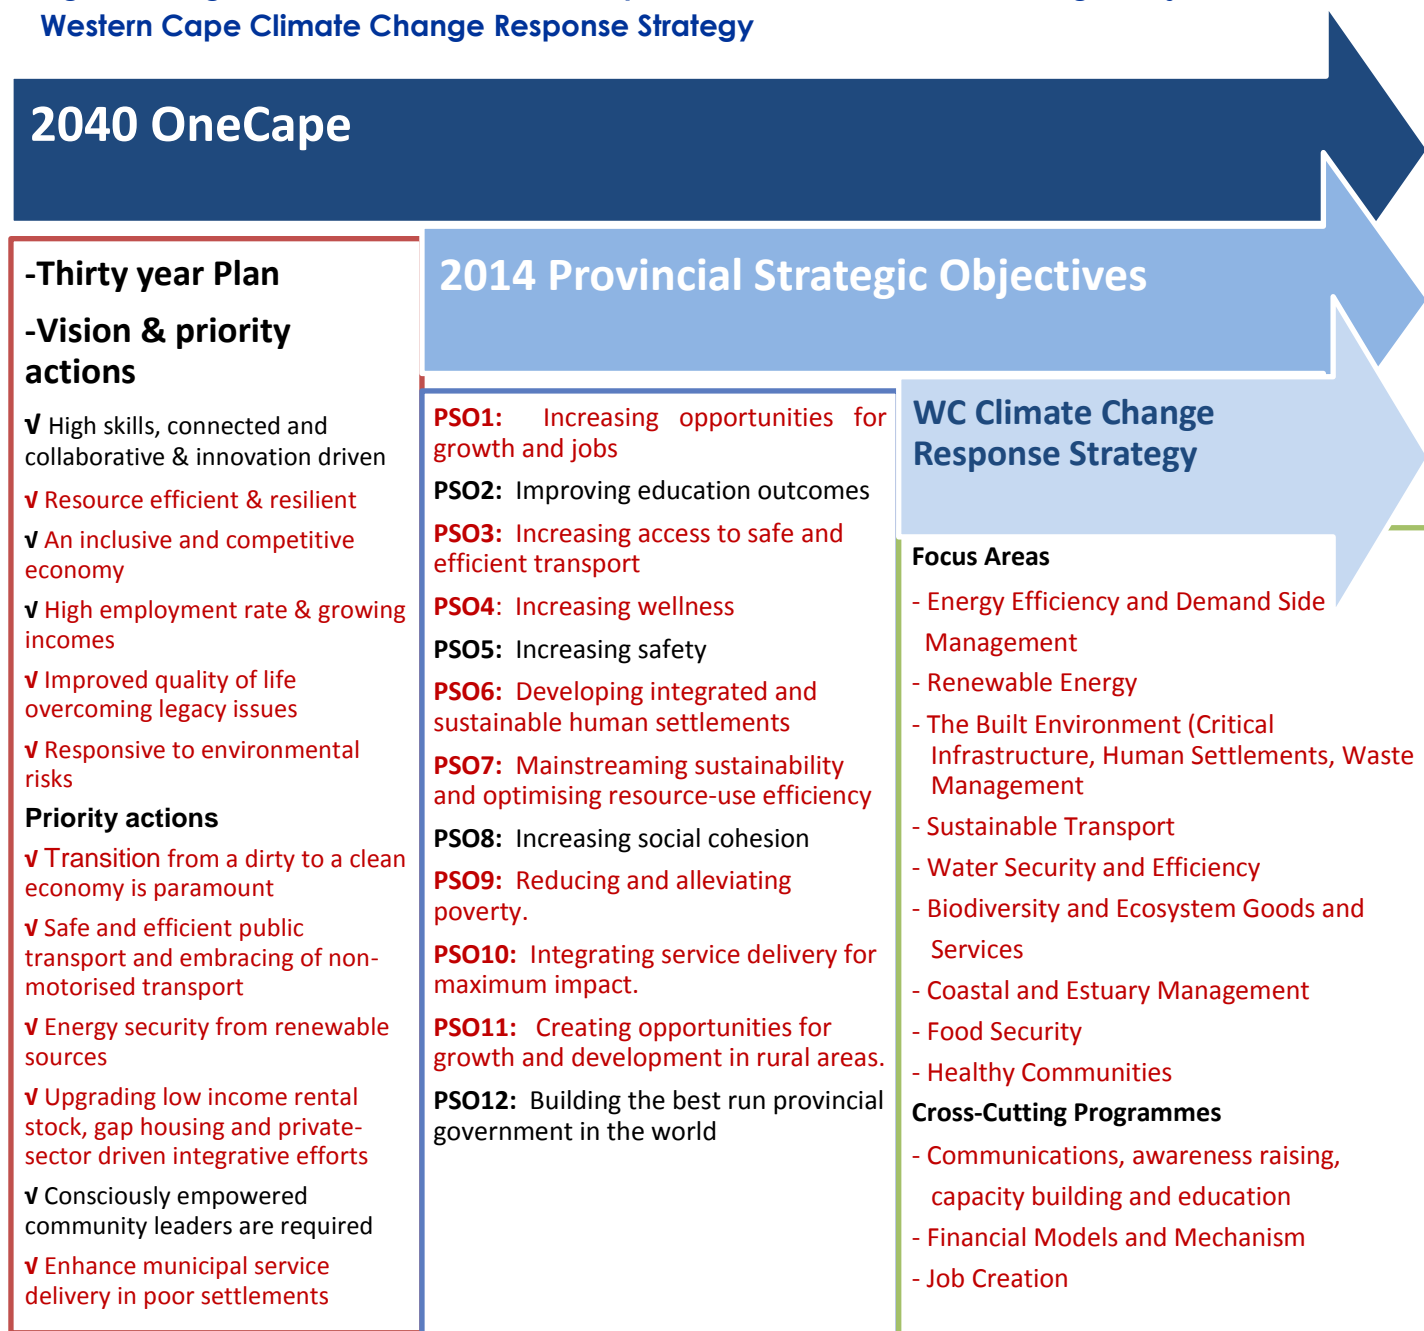 Western Cape Climate Change Response Strategy
2040 OneCape
-Thirty year Plan
-Vision & priority
actions
√ High skills, connected and
collaborative & innovation driven
√ Resource efficient & resilient
√ An inclusive and competitive
economy
√ High employment rate & growing
incomes
√ Improved quality of life
overcoming legacy issues
√ Responsive to environmental
risks
Priority actions
√ Transition from a dirty to a clean
economy is paramount
√ Safe and efficient public
transport and embracing of non-
motorised transport
√ Energy security from renewable
sources
√ Upgrading low income rental
stock, gap housing and private-
sector driven integrative efforts
√ Consciously empowered
community leaders are required
√ Enhance municipal service
delivery in poor settlements
2014 Provincial Strategic Objectives
PSO1: Increasing opportunities for
growth and jobs
PSO2: Improving education outcomes
PSO3: Increasing access to safe and
efficient transport
PSO4: Increasing wellness
PSO5: Increasing safety
PSO6: Developing integrated and
sustainable human settlements
PSO7: Mainstreaming sustainability
and optimising resource-use efficiency
PSO8: Increasing social cohesion
PSO9: Reducing and alleviating
poverty.
PSO10: Integrating service delivery for
maximum impact.
PSO11: Creating opportunities for
growth and development in rural areas.
PSO12: Building the best run provincial
government in the world
WC Climate Change
Response Strategy
Focus Areas
- Energy Efficiency and Demand Side
Management
- Renewable Energy
- The Built Environment (Critical
Infrastructure, Human Settlements, Waste
Management
- Sustainable Transport
- Water Security and Efficiency
- Biodiversity and Ecosystem Goods and
Services
- Coastal and Estuary Management
- Food Security
- Healthy Communities
Cross-Cutting Programmes
- Communications, awareness raising,
capacity building and education
- Financial Models and Mechanism
- Job Creation